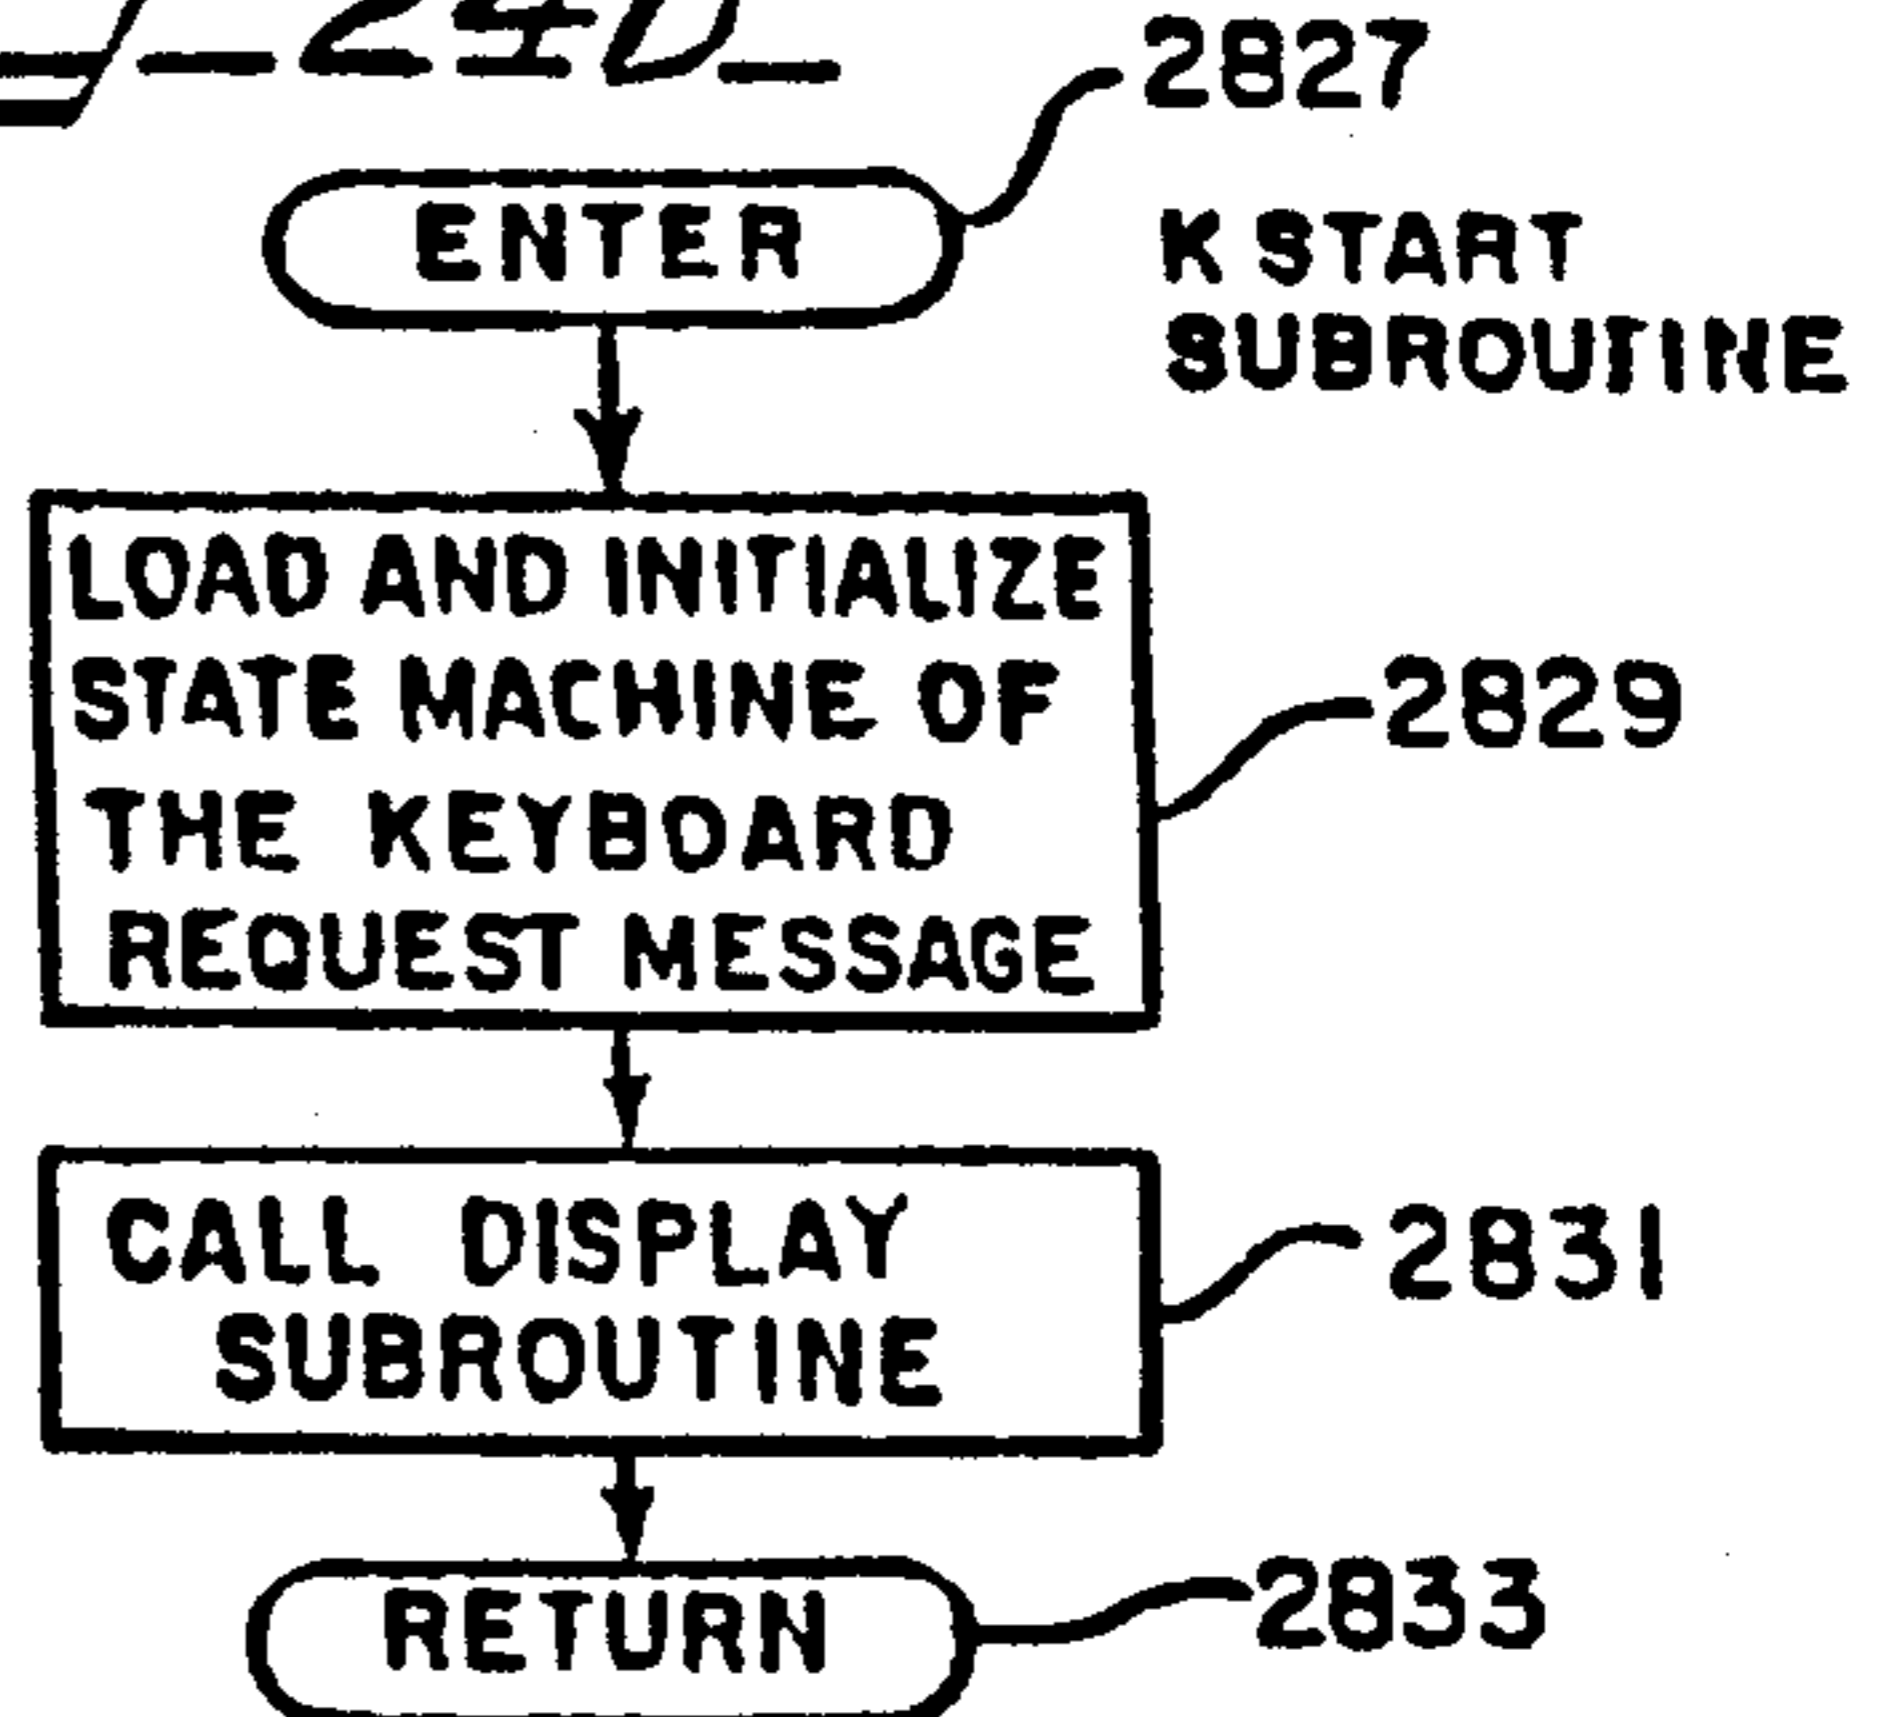 2827
ENTER
K START
SUBROUTINE
LOAD AND INITIALIZE
STATE MACHINE OF
THE KEYBOARD
REQUEST MESSAGE
2829
CALL DISPLAY
SUBROUTINE
2831
RETURN
2833